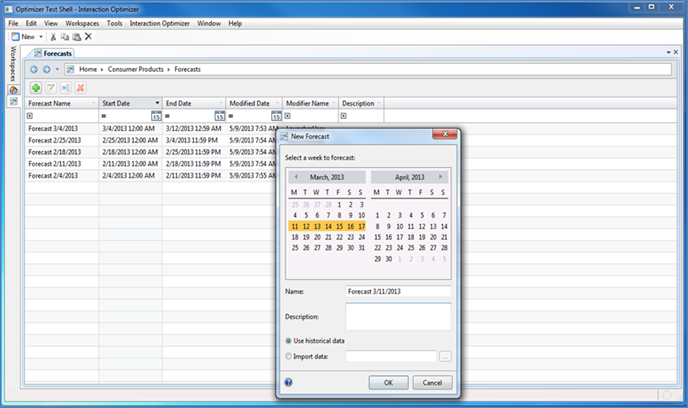 Optimizer Test Shell - Interaction Optimizer
File Edit View Workspaces Tools Interaction Optimizer Window Help
New
Workspaces
Forecasts
Home Consumer Products Forecasts
Forecast Name Start Date End Date Modified Date Modifier Name Description
= 15 = 15 = 15
Forecast 3/4/2013 3/4/2013 12:00 AM 3/12/2013 12:59 AM 5/9/2013 7:53 AM
Forecast 2/25/2013 2/25/2013 12:00 AM 3/4/2013 11:59 PM 5/9/2013 7:54 AM
Forecast 2/18/2013 2/18/2013 12:00 AM 2/25/2013 11:59 PM 5/9/2013 7:54 AM
Forecast 2/11/2013 2/11/2013 12:00 AM 2/18/2013 11:59 PM 5/9/2013 7:54 AM
Forecast 2/4/2013 2/4/2013 12:00 AM 2/11/2013 11:59 PM 5/9/2013 7:55 AM
New Forecast
Select a week to forecast:
March, 2013 April, 2013
M T W T F S S M T W T F S S
25 26 27 28 1 2 3
4 5 6 7 8 9 10 1 2 3 4 5 6 7
11 12 13 14 15 16 17 8 9 10 11 12 13 14
18 19 20 21 22 23 24 15 16 17 18 19 20 21
25 26 27 28 29 30 31 22 23 24 25 26 27 28
29 30 1 2 3 4 5
Name: Forecast 3/11/2013
Description:
Use historical data
Import data: ...
? OK Cancel